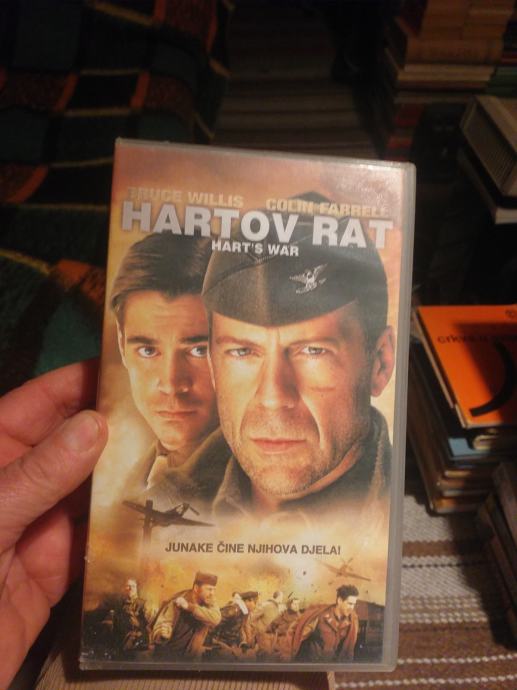 BRUCE WILLIS COLIN FARRELL
HARTOV RAT
HART'S WAR
JUNAKE ČINE NJIHOVA DJELA!